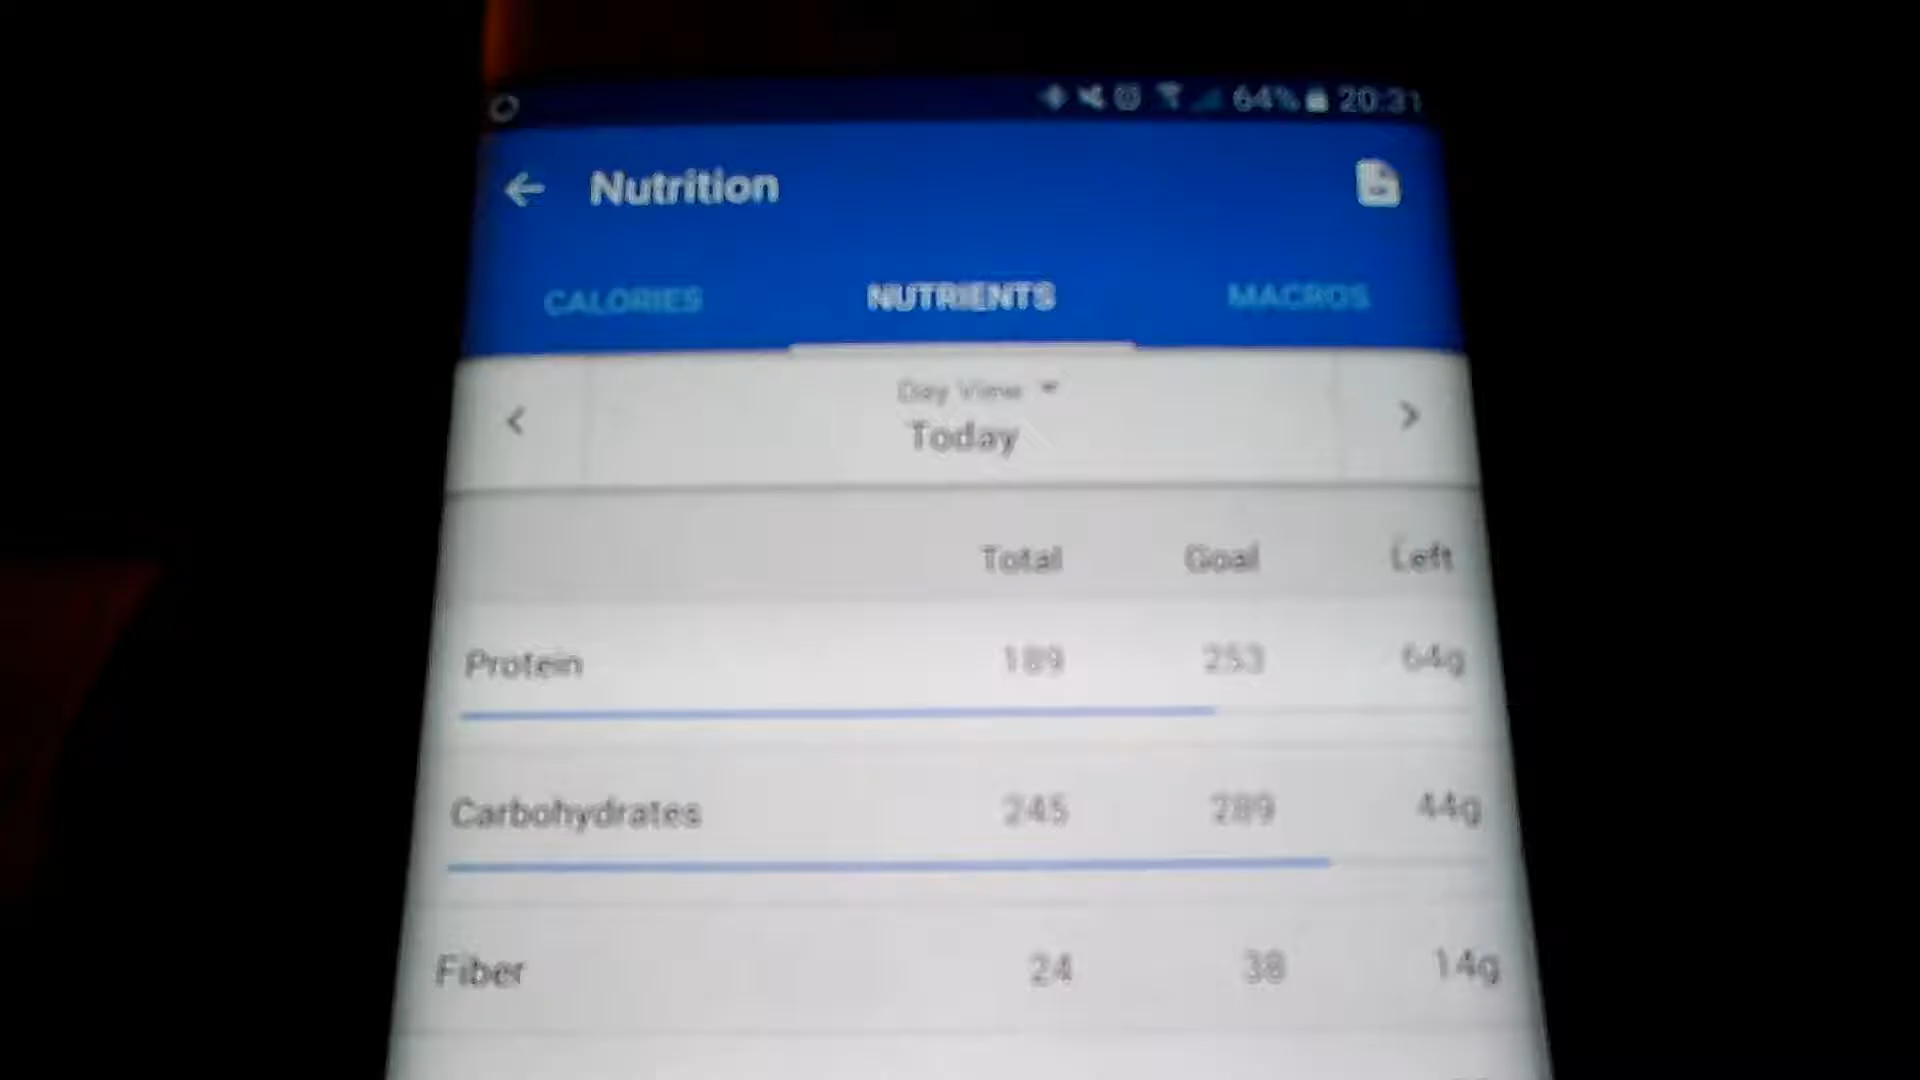 64% 20:31
Nutrition
CALORIES NUTRIENTS MACROS
Day View
Today
Total Goal Left
Protein 189 253 64g
Carbohydrates 245 289 44g
Fiber 24 38 14g